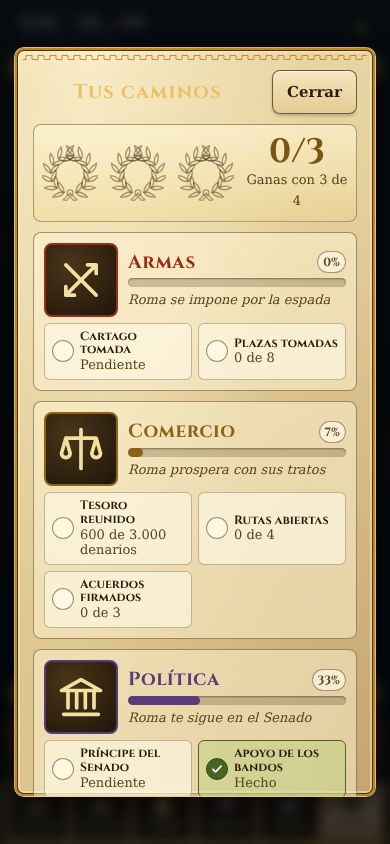 Tus caminos
Cerrar
0/3
Ganas con 3 de
4
Armas
0%
Roma se impone por la espada
Cartago
tomada
Pendiente
Plazas tomadas
0 de 8
Comercio
7%
Roma prospera con sus tratos
Tesoro
reunido
600 de 3.000
denarios
Rutas abiertas
0 de 4
Acuerdos
firmados
0 de 3
Política
33%
Roma te sigue en el Senado
Príncipe del
Senado
Pendiente
Apoyo de los
bandos
Hecho